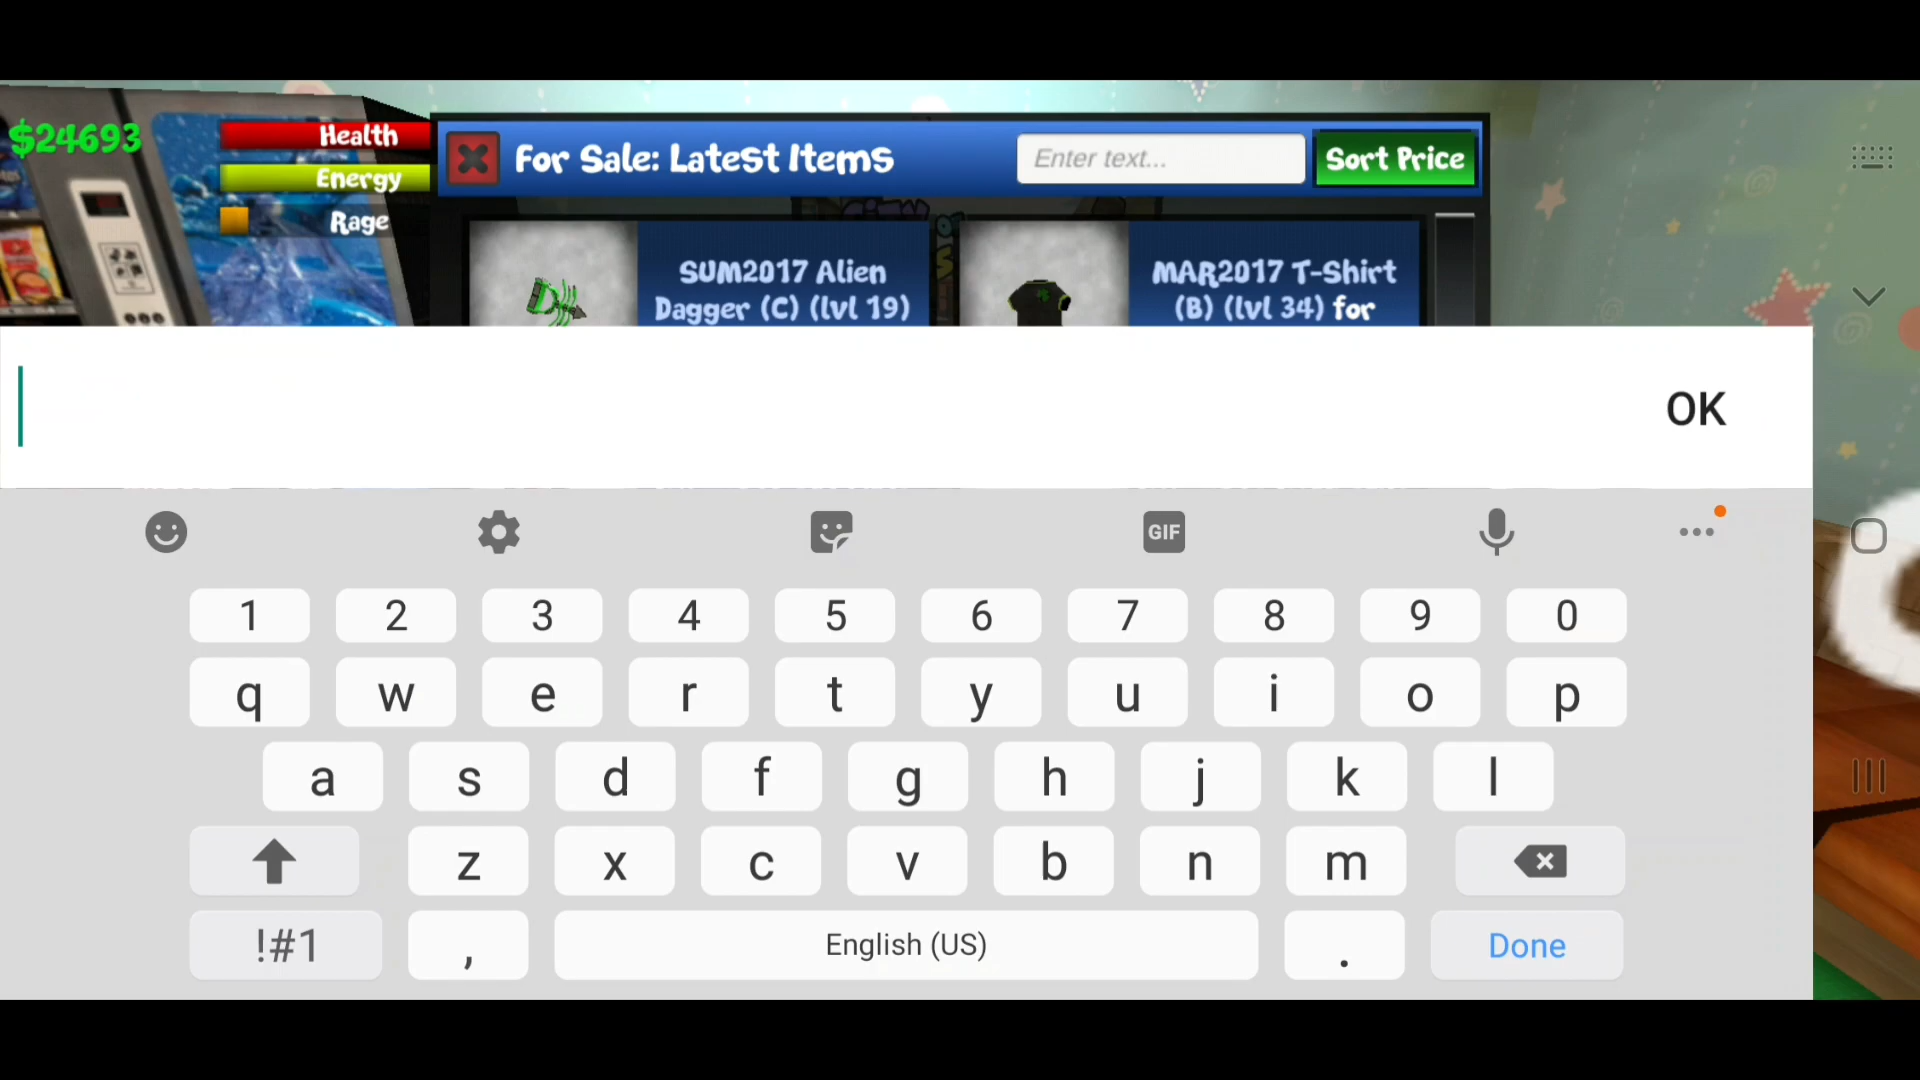 $24693
Health
Energy
Rage
For Sale: Latest Items
Enter text...
Sort Price
SUM2017 Alien
Dagger (C) (lvl 19)
MAR2017 T-Shirt
(B) (lvl 34) for
OK
GIF
1 2 3 4 5 6 7 8 9 0
q w e r t y u i o p
a s d f g h j k l
z x c v b n m
!#1 , English (US) . Done